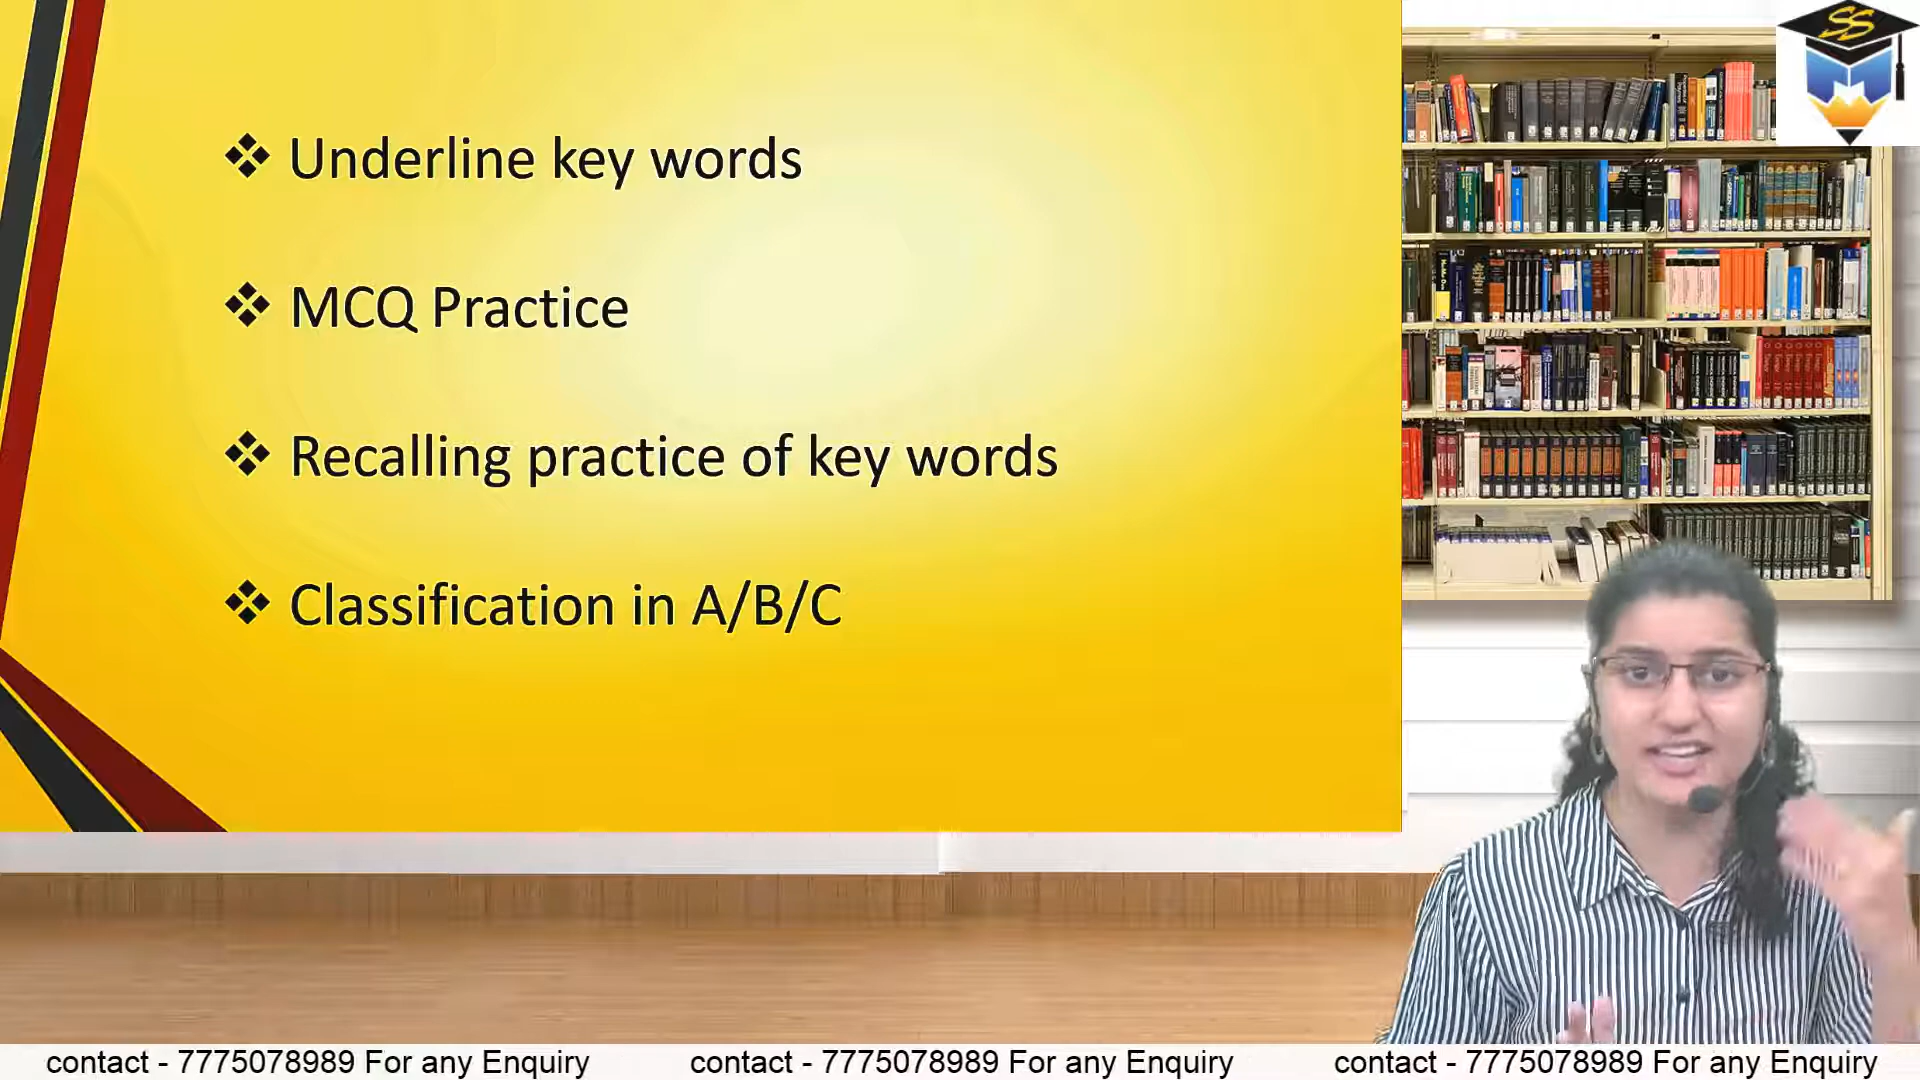 Underline key words
MCQ Practice
Recalling practice of key words
Classification in A/B/C
SS
contact - 7775078989 For any Enquiry
contact - 7775078989 For any Enquiry
contact - 7775078989 For any Enquiry